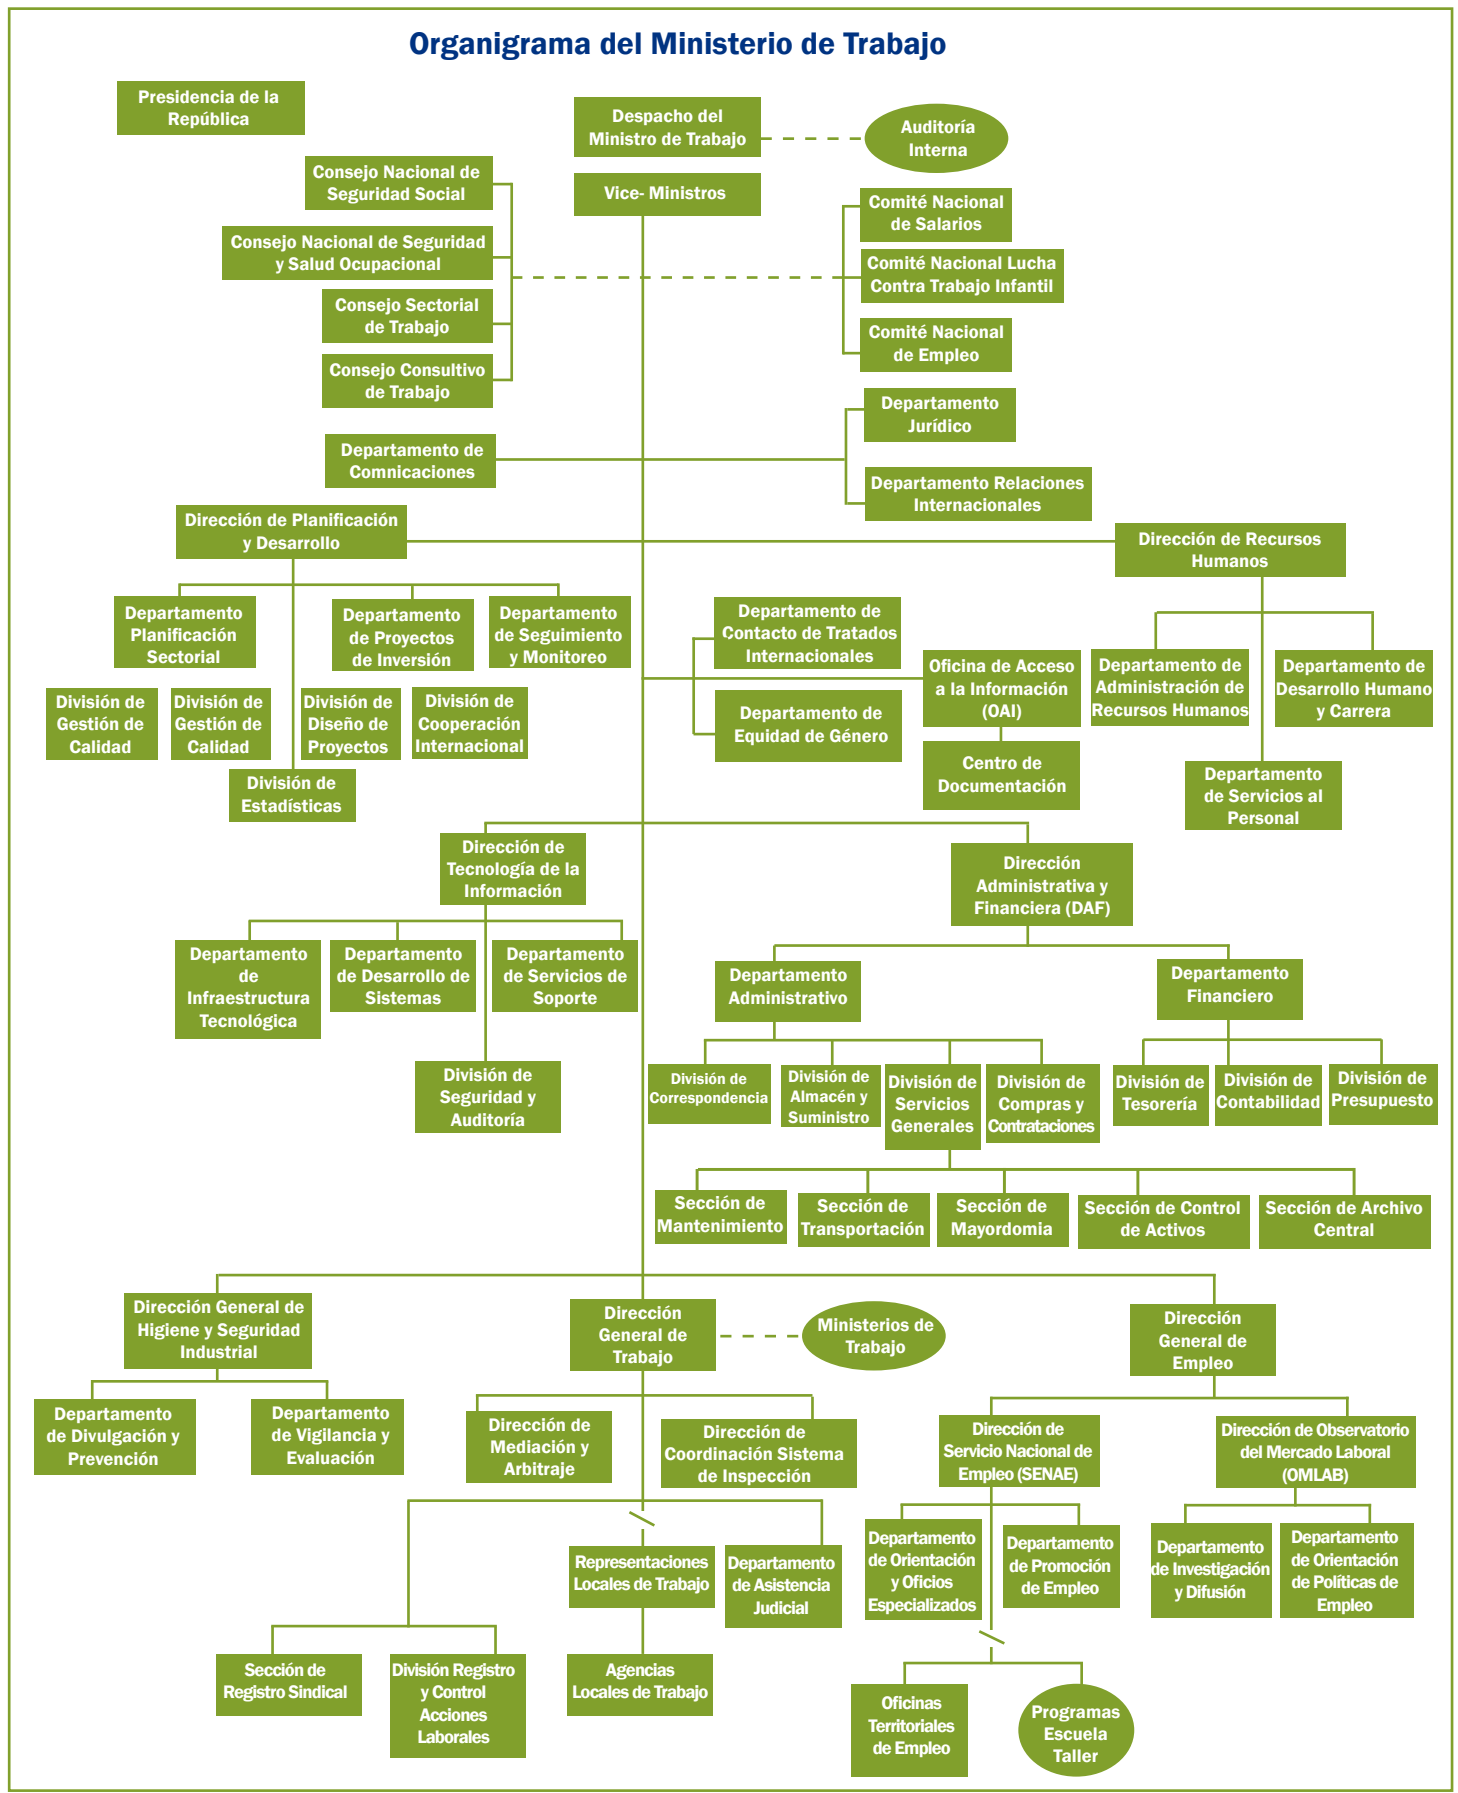 Organigrama del Ministerio de Trabajo
Presidencia de la
República
Despacho del
Ministro de Trabajo
Auditoría
Interna
Consejo Nacional de
Seguridad Social
Vice- Ministros
Comité Nacional
de Salarios
Consejo Nacional de Seguridad
y Salud Ocupacional
Comité Nacional Lucha
Contra Trabajo Infantil
Consejo Sectorial
de Trabajo
Comité Nacional
de Empleo
Consejo Consultivo
de Trabajo
Departamento
Jurídico
Departamento de
Comnicaciones
Departamento Relaciones
Internacionales
Dirección de Planificación
y Desarrollo
Dirección de Recursos
Humanos
Departamento
Planificación
Sectorial
Departamento
de Proyectos
de Inversión
Departamento
de Seguimiento
y Monitoreo
Departamento de
Contacto de Tratados
Internacionales
Oficina de Acceso
a la Información
(OAI)
Departamento de
Administración de
Recursos Humanos
Departamento de
Desarrollo Humano
y Carrera
División de
Gestión de
Calidad
División de
Gestión de
Calidad
División de
Diseño de
Proyectos
División de
Cooperación
Internacional
Departamento de
Equidad de Género
Centro de
Documentación
División de
Estadísticas
Departamento
de Servicios al
Personal
Dirección de
Tecnología de la
Información
Dirección
Administrativa y
Financiera (DAF)
Departamento
de
Infraestructura
Tecnológica
Departamento
de Desarrollo de
Sistemas
Departamento
de Servicios de
Soporte
Departamento
Administrativo
Departamento
Financiero
División de
Seguridad y
Auditoría
División de
Correspondencia
División de
Almacén y
Suministro
División de
Servicios
Generales
División de
Compras y
Contrataciones
División de
Tesorería
División de
Contabilidad
División de
Presupuesto
Sección de
Mantenimiento
Sección de
Transportación
Sección de
Mayordomia
Sección de Control
de Activos
Sección de Archivo
Central
Dirección General de
Higiene y Seguridad
Industrial
Dirección
General de
Trabajo
Ministerios de
Trabajo
Dirección
General de
Empleo
Departamento
de Divulgación y
Prevención
Departamento
de Vigilancia y
Evaluación
Dirección de
Mediación y
Arbitraje
Dirección de
Coordinación Sistema
de Inspección
Dirección de
Servicio Nacional de
Empleo (SENAE)
Dirección de Observatorio
del Mercado Laboral
(OMLAB)
Representaciones
Locales de Trabajo
Departamento
de Asistencia
Judicial
Departamento
de Orientación
y Oficios
Especializados
Departamento
de Promoción
de Empleo
Departamento
de Investigación
y Difusión
Departamento
de Orientación
de Políticas de
Empleo
Sección de
Registro Sindical
División Registro
y Control
Acciones
Laborales
Agencias
Locales de Trabajo
Oficinas
Territoriales
de Empleo
Programas
Escuela
Taller